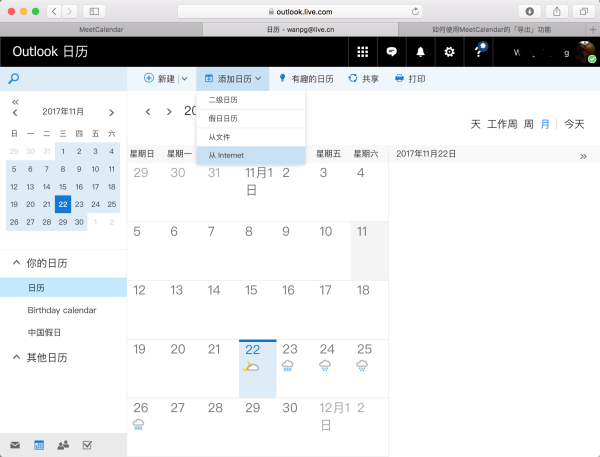 outlook.live.com
MeetCalendar
日历 - wanpg@live.cn
如何使用MeetCalendar的「导出」功能
Outlook 日历
新建
添加日历
有趣的日历
共享
打印
二级日历
假日日历
从文件
从 Internet
2017年11月
日 一 二 三 四 五 六
29 30 31 1 2 3 4
5 6 7 8 9 10 11
12 13 14 15 16 17 18
19 20 21 22 23 24 25
26 27 28 29 30 1 2
你的日历
日历
Birthday calendar
中国假日
其他日历
天 工作周 周 月 今天
星期日 星期一 星期五 星期六
2017年11月22日
29 30 31 11月1日 2 3 4
5 6 7 8 9 10 11
12 13 14 15 16 17 18
19 20 21 22 23 24 25
26 27 28 29 30 12月1日 2